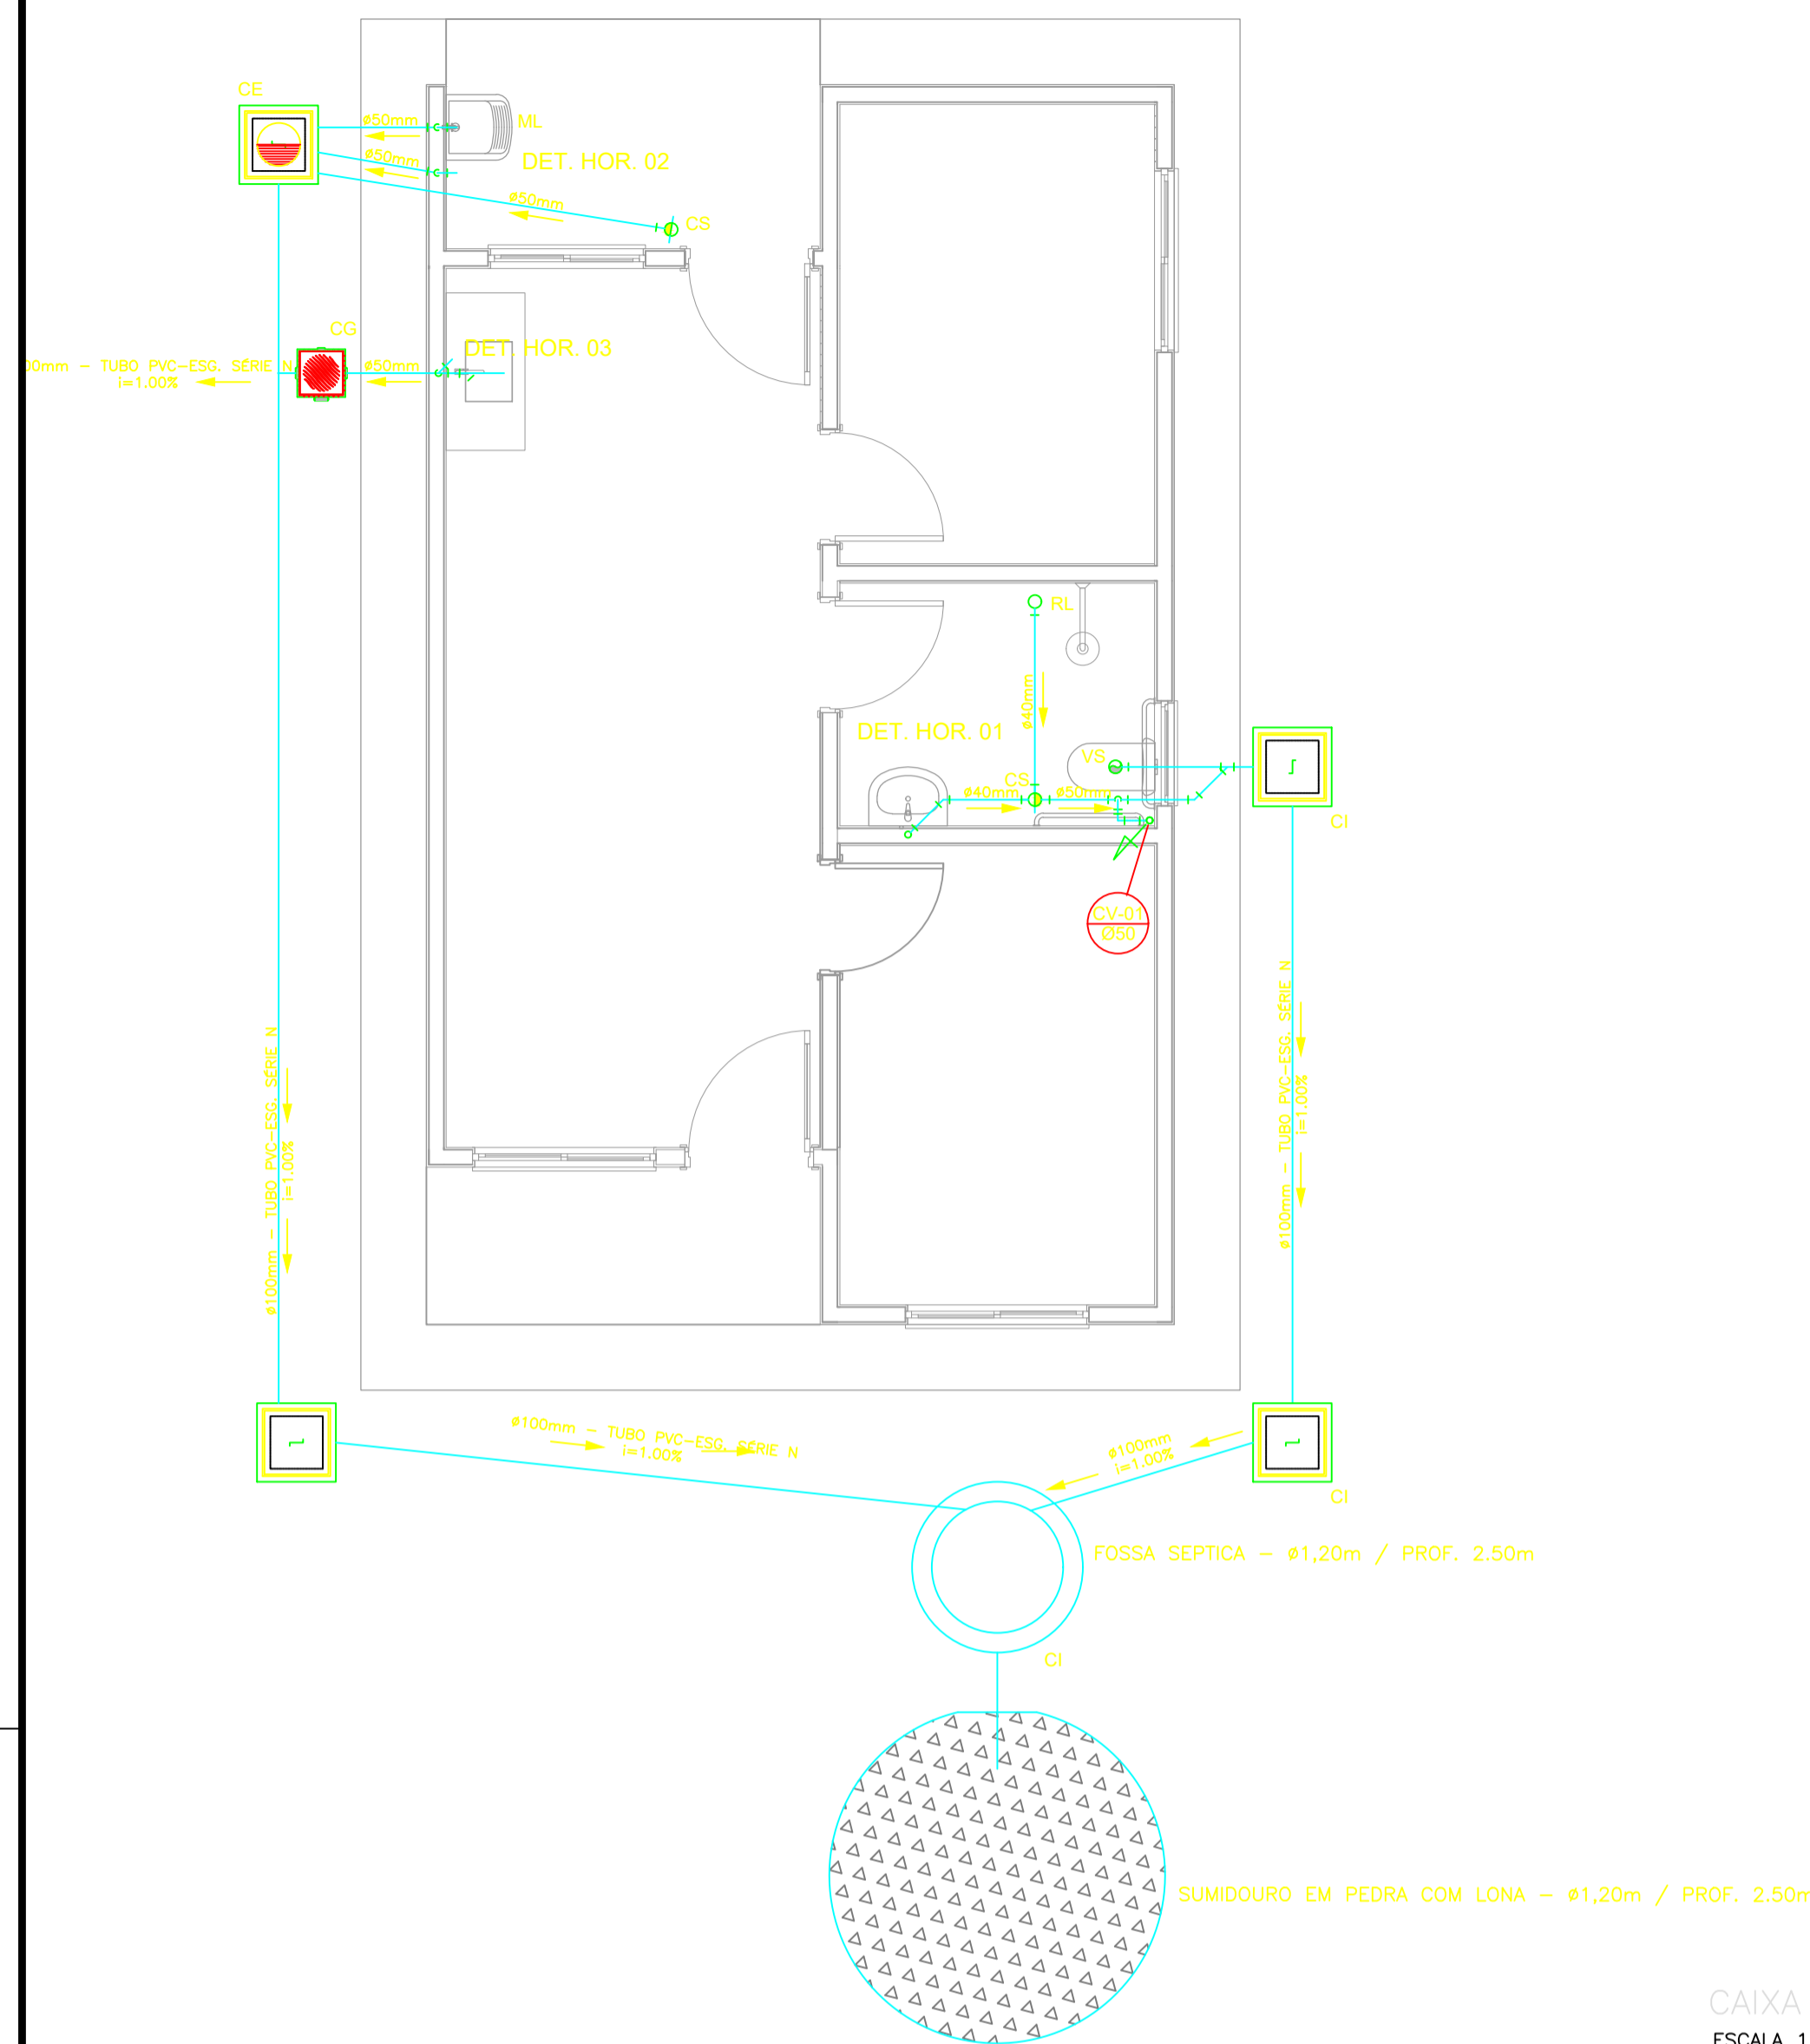 CE
ø50mm
ML
ø50mm
DET. HOR. 02
ø50mm
CS
CG
DET. HOR. 03
00mm - TUBO PVC-ESG. SÉRIE N
i=1.00%
ø50mm
RL
ø40mm
DET. HOR. 01
VS
CS
ø40mm
ø50mm
CI
CV-01
Ø50
ø100mm - TUBO PVC-ESG. SÉRIE N
i=1.00%
ø100mm - TUBO PVC-ESG. SÉRIE N
i=1.00%
ø100mm - TUBO PVC-ESG. SÉRIE N
i=1.00%
ø100mm
i=1.00%
CI
FOSSA SEPTICA - ø1,20m / PROF. 2.50m
CI
SUMIDOURO EM PEDRA COM LONA - ø1,20m / PROF. 2.50m
CAIXA
ESCALA 1